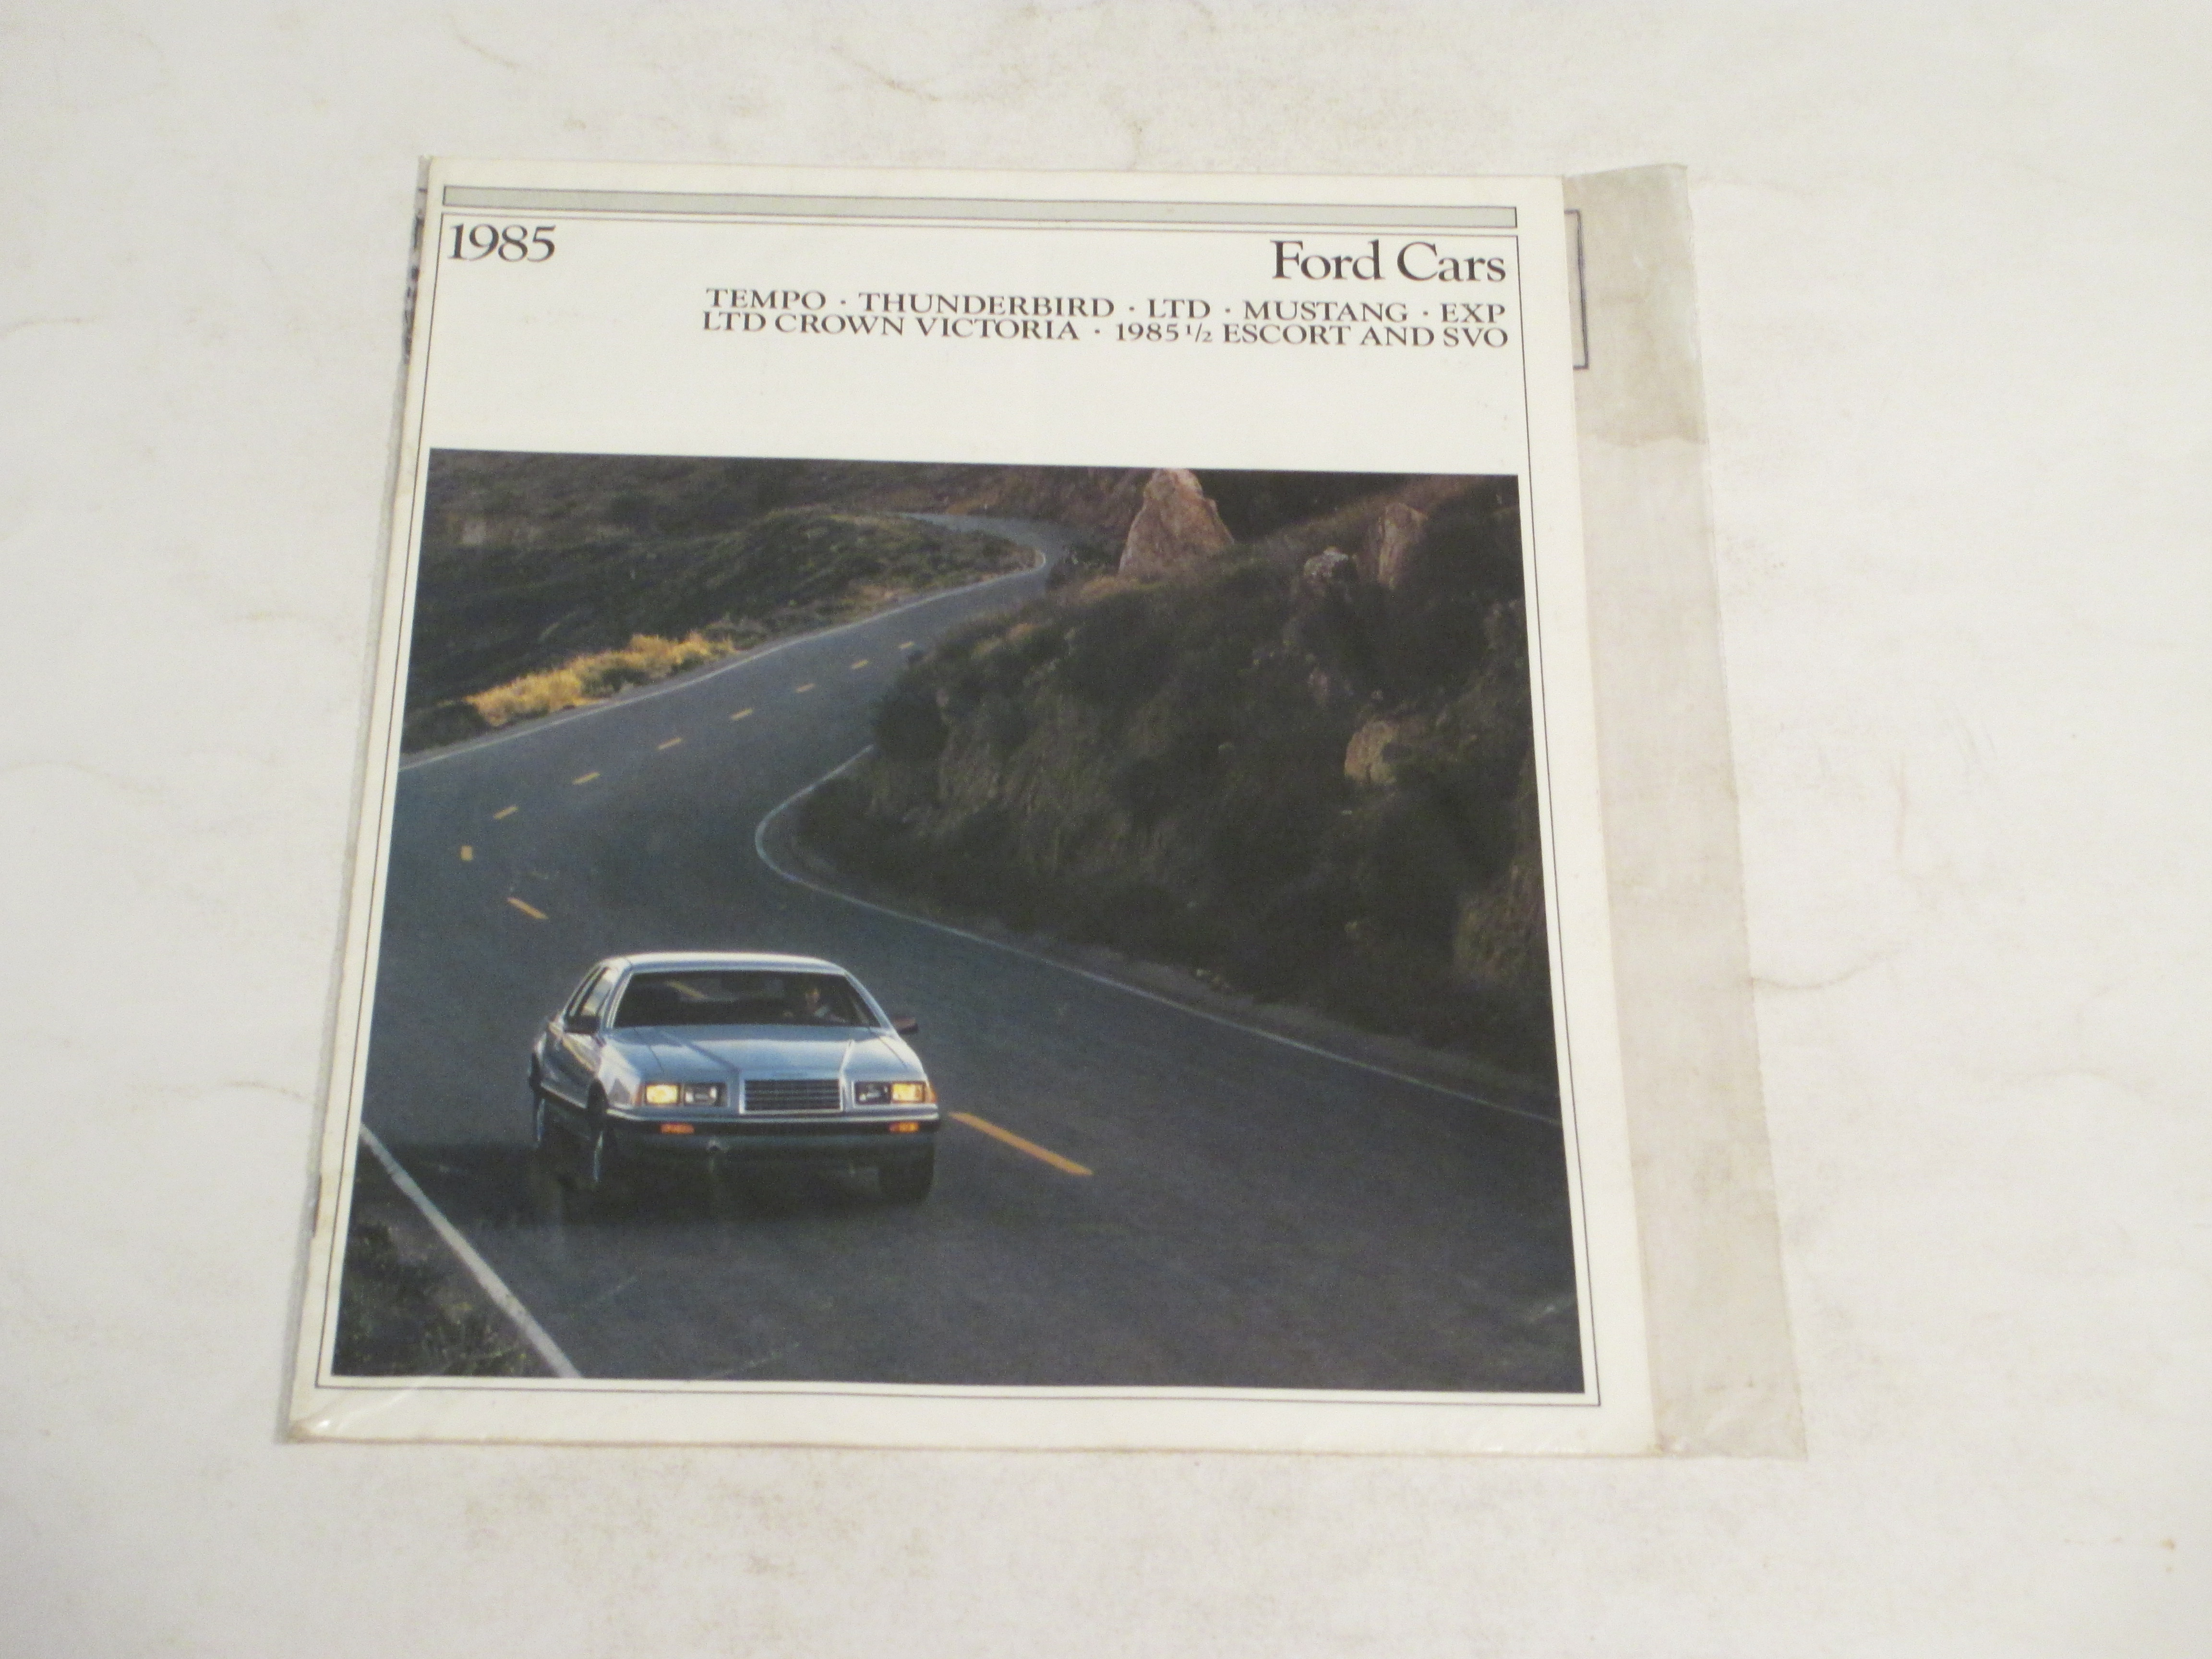 1985
Ford Cars
TEMPO · THUNDERBIRD · LTD · MUSTANG · EXP
LTD CROWN VICTORIA · 1985 1/2 ESCORT AND SVO